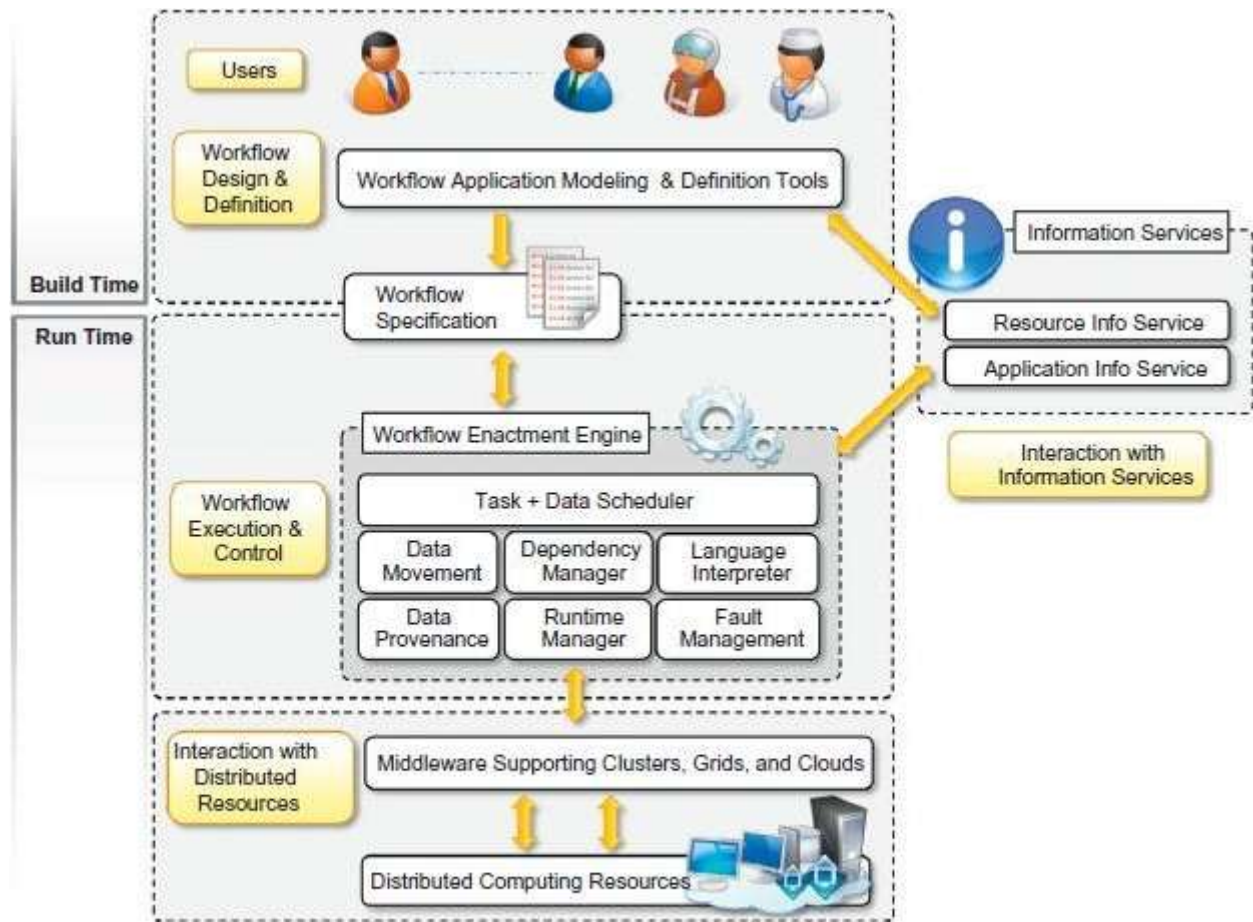 Users
Workflow
Design &
Definition
Workflow Application Modeling & Definition Tools
Information Services
Build Time
Workflow
Specification
Resource Info Service
Run Time
Application Info Service
Workflow Enactment Engine
Interaction with
Information Services
Workflow
Execution &
Control
Task + Data Scheduler
Data
Movement
Dependency
Manager
Language
Interpreter
Data
Provenance
Runtime
Manager
Fault
Management
Interaction with
Distributed
Resources
Middleware Supporting Clusters, Grids, and Clouds
Distributed Computing Resources